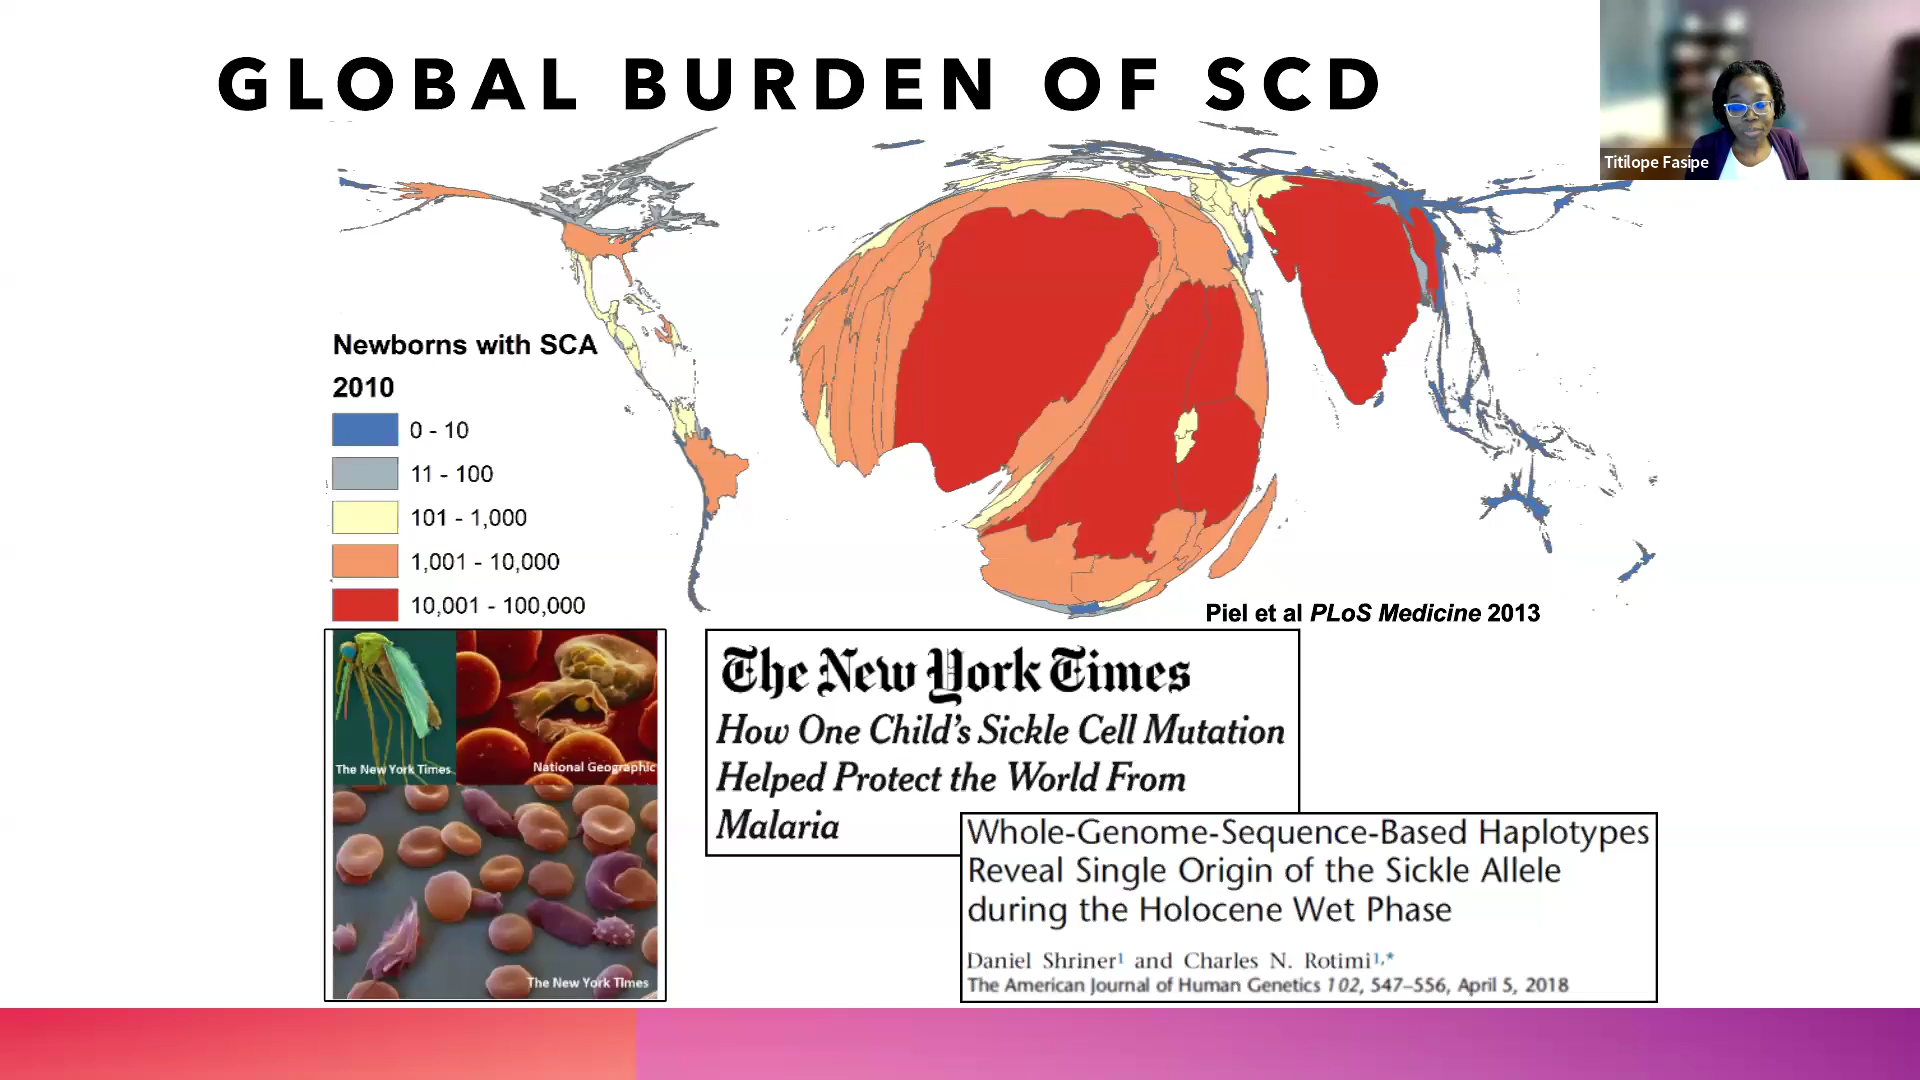 GLOBAL BURDEN OF SCD
Titilope Fasipe
Newborns with SCA
2010
0 - 10
11 - 100
101 - 1,000
1,001 - 10,000
10,001 - 100,000
Piel et al PLoS Medicine 2013
The New York Times
National Geographic
The New York Times
The New York Times
How One Child's Sickle Cell Mutation
Helped Protect the World From
Malaria
Whole-Genome-Sequence-Based Haplotypes
Reveal Single Origin of the Sickle Allele
during the Holocene Wet Phase
Daniel Shriner¹ and Charles N. Rotimi¹,*
The American Journal of Human Genetics 102, 547–556, April 5, 2018